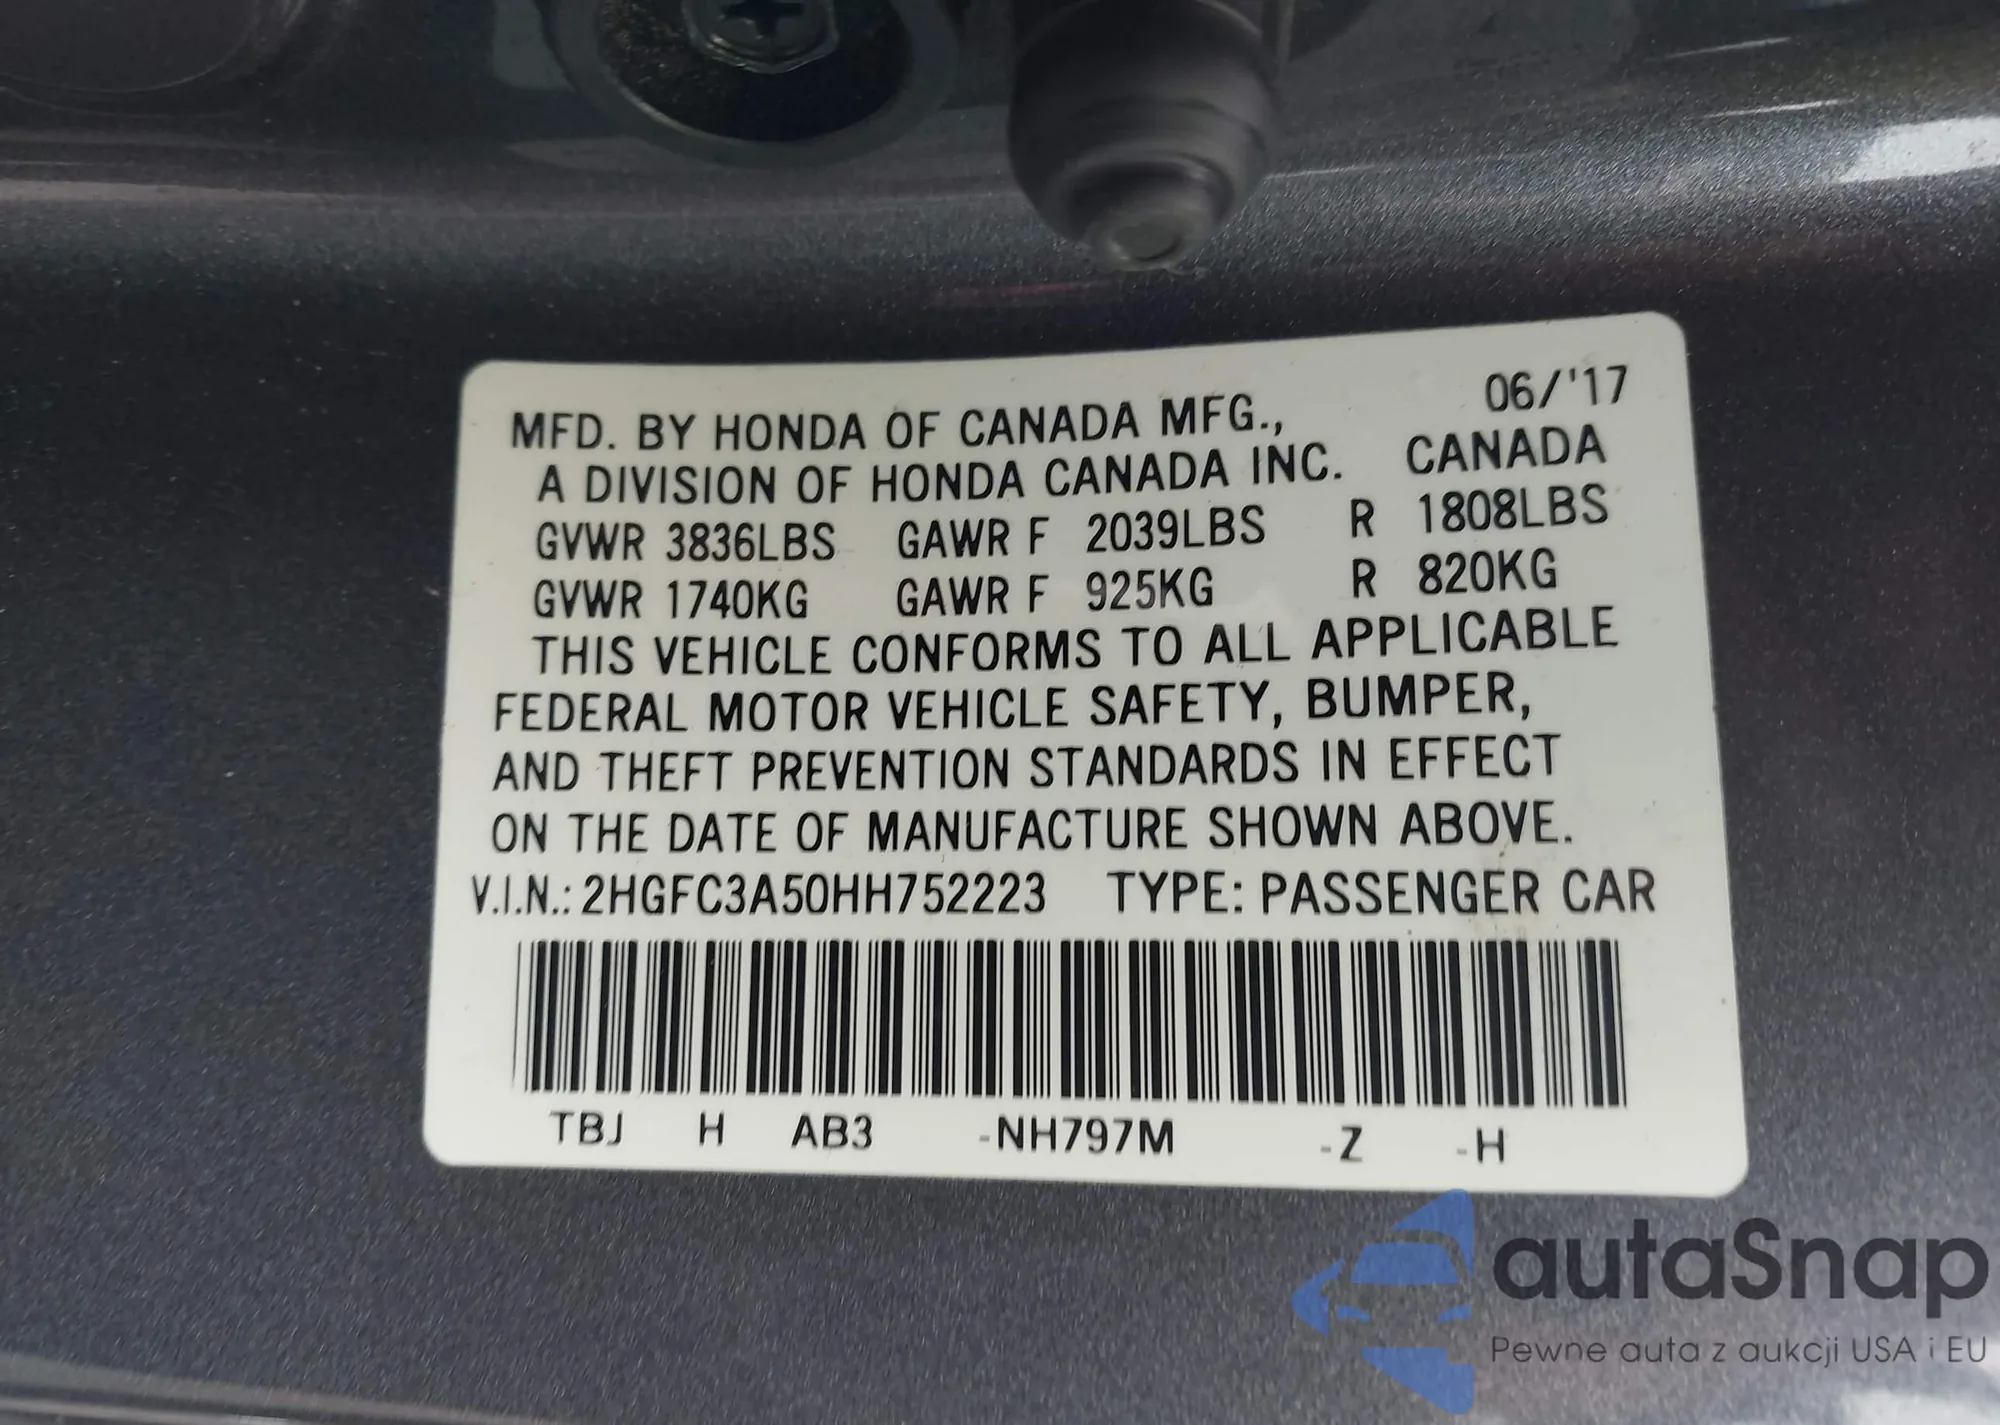 06/'17
MFD. BY HONDA OF CANADA MFG.,
A DIVISION OF HONDA CANADA INC. CANADA
GVWR 3836LBS GAWR F 2039LBS R 1808LBS
GVWR 1740KG GAWR F 925KG R 820KG
THIS VEHICLE CONFORMS TO ALL APPLICABLE
FEDERAL MOTOR VEHICLE SAFETY, BUMPER,
AND THEFT PREVENTION STANDARDS IN EFFECT
ON THE DATE OF MANUFACTURE SHOWN ABOVE.
V.I.N.: 2HGFC3A50HH752223 TYPE: PASSENGER CAR
TBJ H AB3 -NH797M -Z -H
autaSnap
Pewne auta z aukcji USA i EU